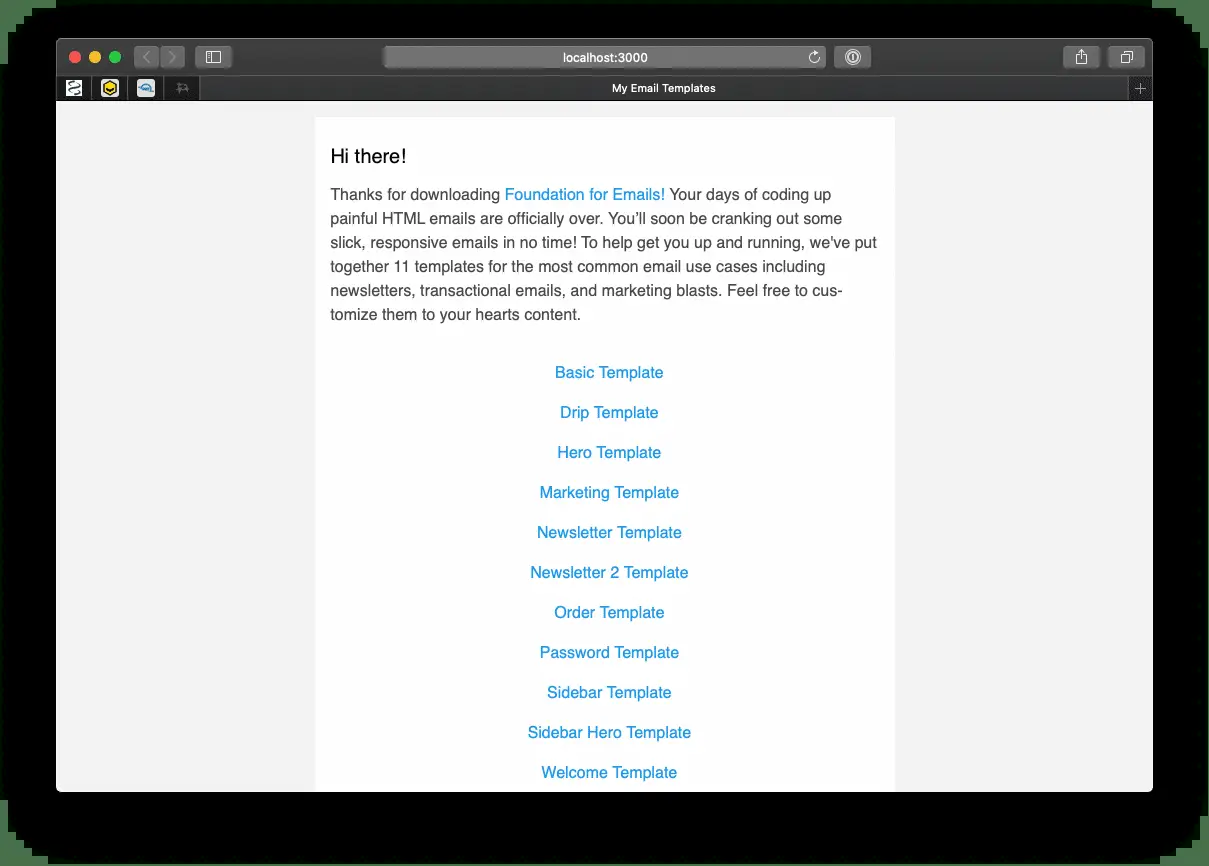 localhost:3000
My Email Templates
Hi there!
Thanks for downloading Foundation for Emails! Your days of coding up
painful HTML emails are officially over. You’ll soon be cranking out some
slick, responsive emails in no time! To help get you up and running, we've put
together 11 templates for the most common email use cases including
newsletters, transactional emails, and marketing blasts. Feel free to cus-
tomize them to your hearts content.
Basic Template
Drip Template
Hero Template
Marketing Template
Newsletter Template
Newsletter 2 Template
Order Template
Password Template
Sidebar Template
Sidebar Hero Template
Welcome Template